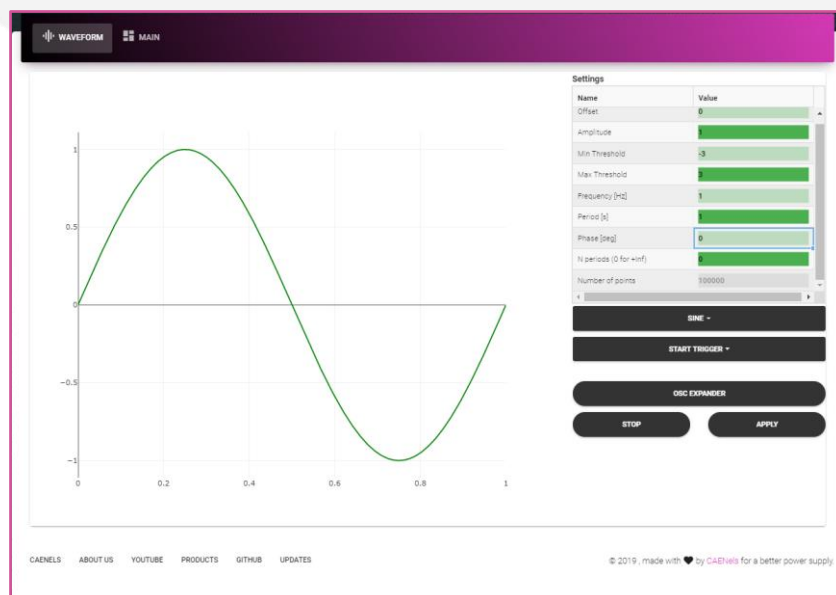 WAVEFORM MAIN
Settings
Name Value
Offset 0
Amplitude 1
Min Threshold -3
Max Threshold 3
Frequency [Hz] 1
Period [s] 1
Phase [deg] 0
N periods (0 for +Inf) 0
Number of points 100000
SINE
START TRIGGER
OSC EXPANDER
STOP APPLY
1
0.5
0
−0.5
−1
0 0.2 0.4 0.6 0.8 1
CAENELS ABOUT US YOUTUBE PRODUCTS GITHUB UPDATES
© 2019 , made with by CAENels for a better power supply.